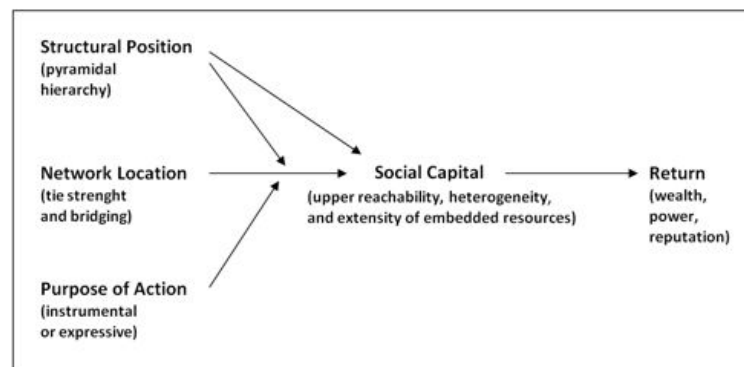 Structural Position
(pyramidal
hierarchy)
Network Location
(tie strenght
and bridging)
Social Capital
(upper reachability, heterogeneity,
and extensity of embedded resources)
Return
(wealth,
power,
reputation)
Purpose of Action
(instrumental
or expressive)